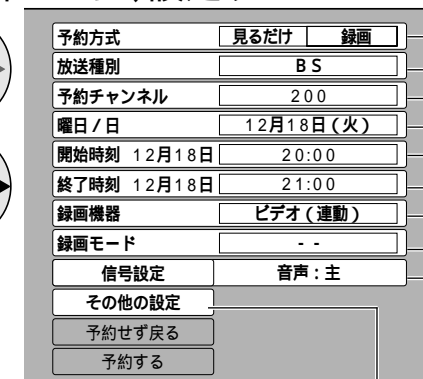 予約方式 見るだけ 録画
放送種別 BS
予約チャンネル 200
曜日/日 12月18日(火)
開始時刻 12月18日 20:00
終了時刻 12月18日 21:00
録画機器 ビデオ(連動)
録画モード --
信号設定 音声:主
その他の設定
予約せず戻る
予約する